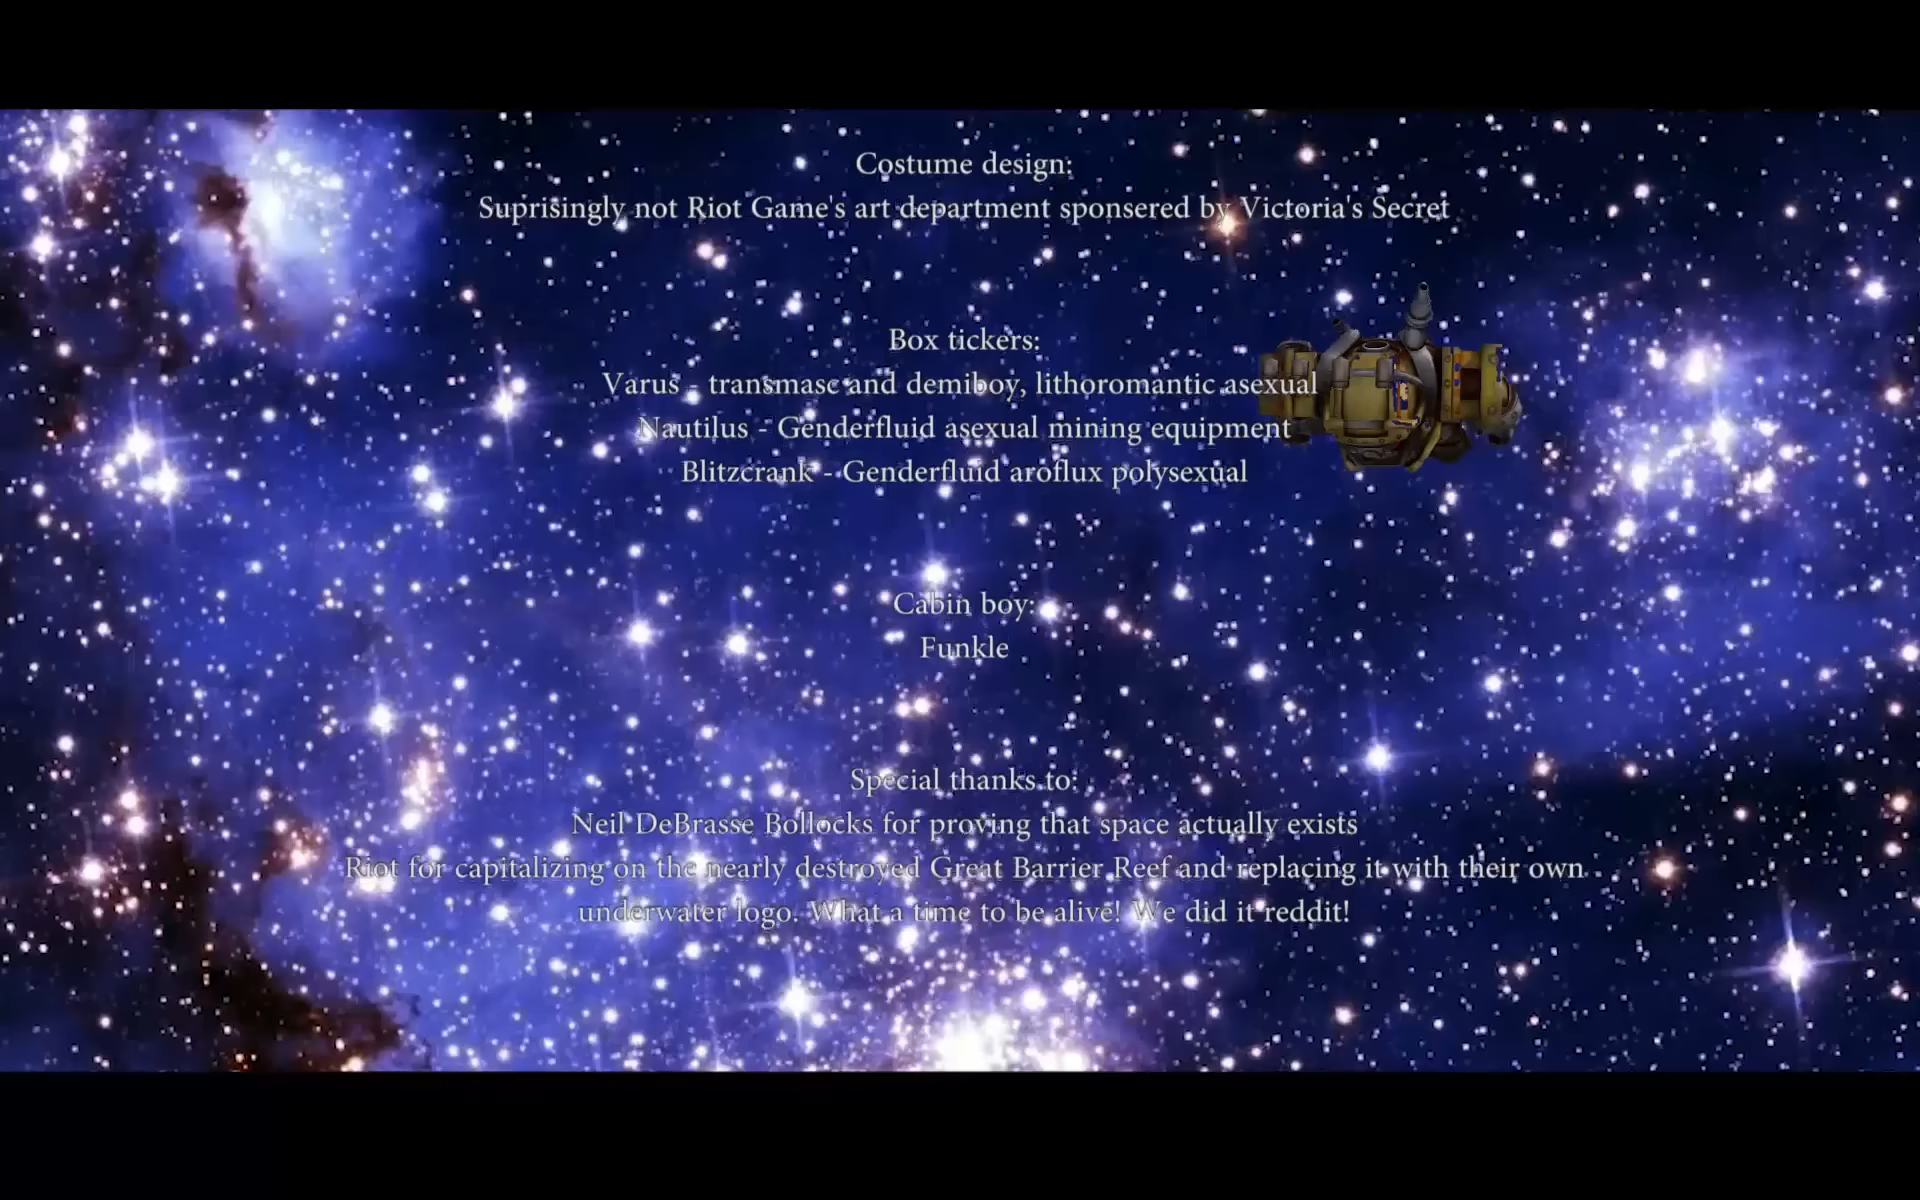 Costume design:
Suprisingly not Riot Game's art department sponsered by Victoria's Secret
Box tickers:
Varus - transmasc and demiboy, lithoromantic asexual
Nautilus - Genderfluid asexual mining equipment
Blitzcrank - Genderfluid aroflux polysexual
Cabin boy:
Funkle
Special thanks to:
Neil DeBrasse Bollocks for proving that space actually exists
Riot for capitalizing on the nearly destroyed Great Barrier Reef and replacing it with their own
underwater logo. What a time to be alive! We did it reddit!